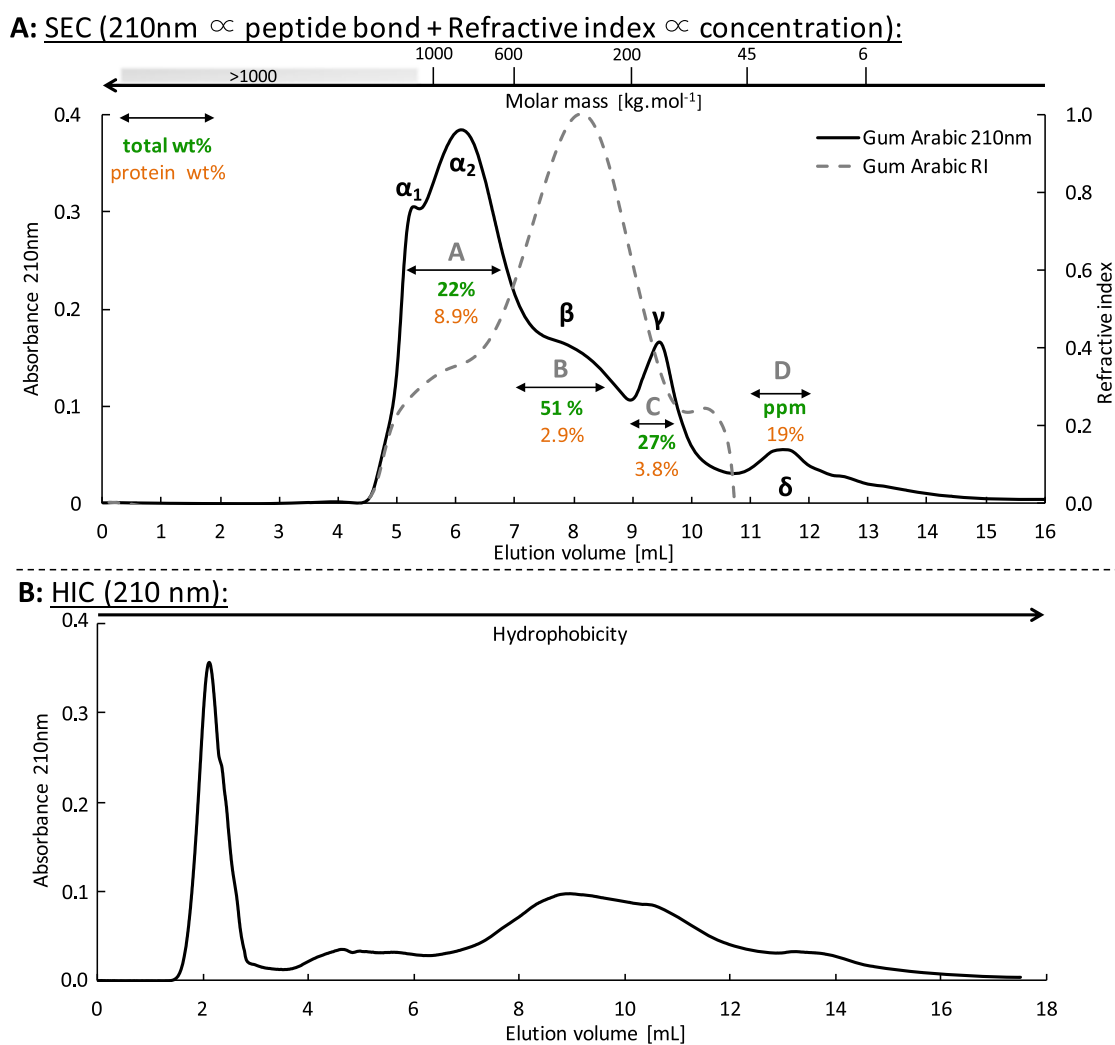 A: SEC (210nm ∝ peptide bond + Refractive index ∝ concentration):
>1000 1000 600 200 45 6
Molar mass [kg.mol-1]
total wt%
protein wt%
Gum Arabic 210nm
Gum Arabic RI
α1
α2
A
22%
8.9%
β
B
51 %
2.9%
γ
C
27%
3.8%
D
ppm
19%
δ
Absorbance 210nm
0.4
0.3
0.2
0.1
0
Refractive index
1.0
0.8
0.6
0.4
0.2
0.0
0 1 2 3 4 5 6 7 8 9 10 11 12 13 14 15 16
Elution volume [mL]
B: HIC (210 nm):
Hydrophobicity
Absorbance 210nm
0.4
0.3
0.2
0.1
0.0
0 2 4 6 8 10 12 14 16 18
Elution volume [mL]